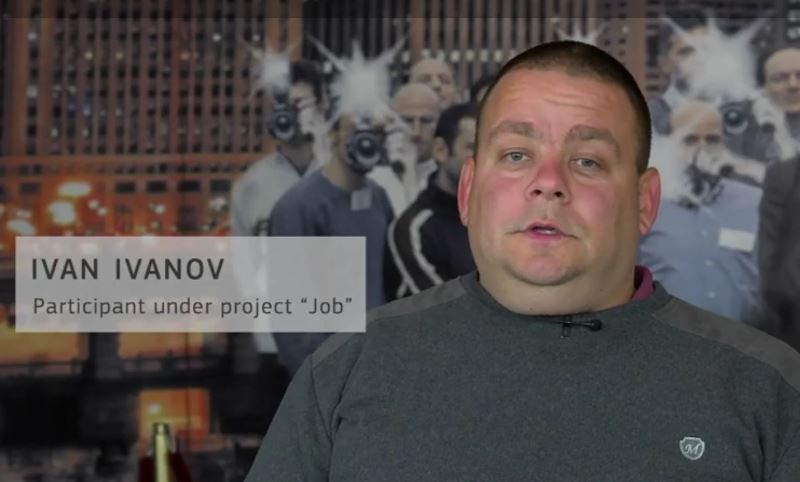 IVAN IVANOV
Participant under project “Job”
M